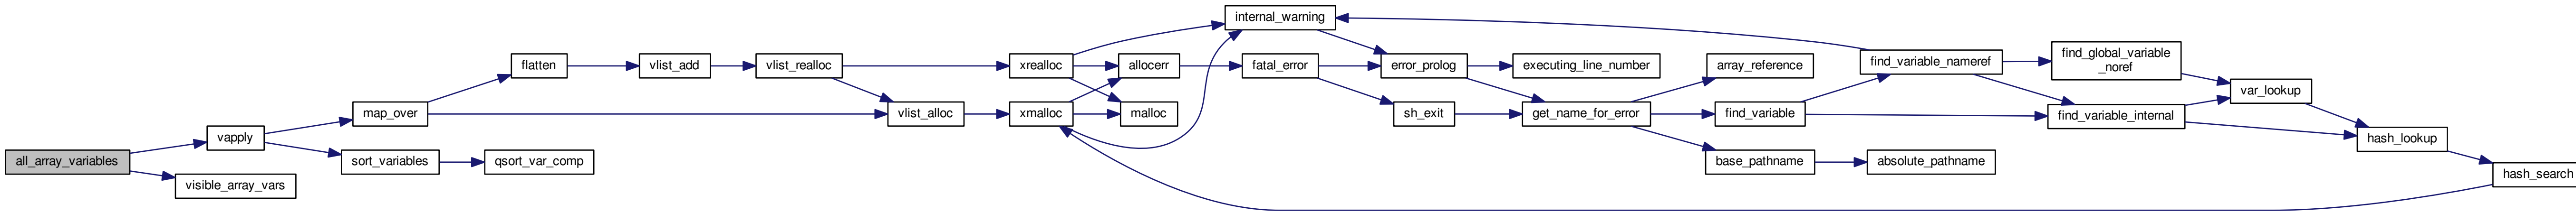 all_array_variables
vapply
visible_array_vars
map_over
sort_variables
flatten
qsort_var_comp
vlist_add
vlist_realloc
vlist_alloc
xrealloc
xmalloc
allocerr
malloc
internal_warning
fatal_error
error_prolog
sh_exit
executing_line_number
get_name_for_error
array_reference
find_variable
base_pathname
find_variable_nameref
absolute_pathname
find_global_variable
_noref
find_variable_internal
var_lookup
hash_lookup
hash_search